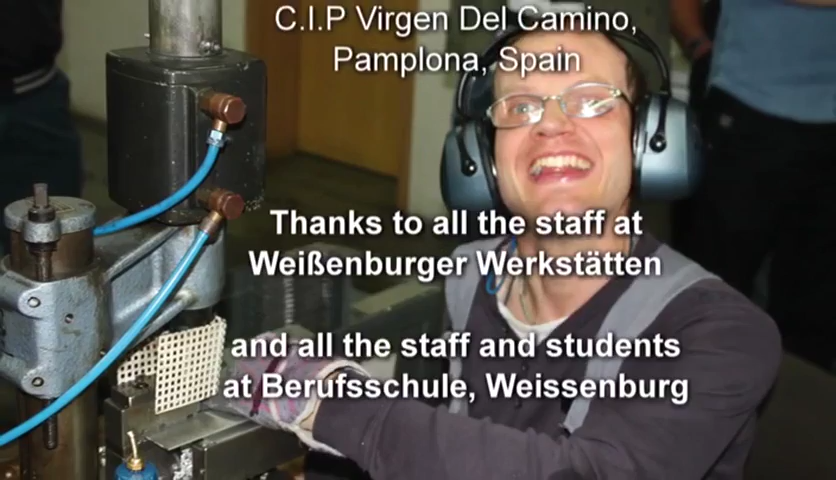 C.I.P Virgen Del Camino,
Pamplona, Spain
Thanks to all the staff at
Weißenburger Werkstätten
and all the staff and students
at Berufsschule, Weissenburg